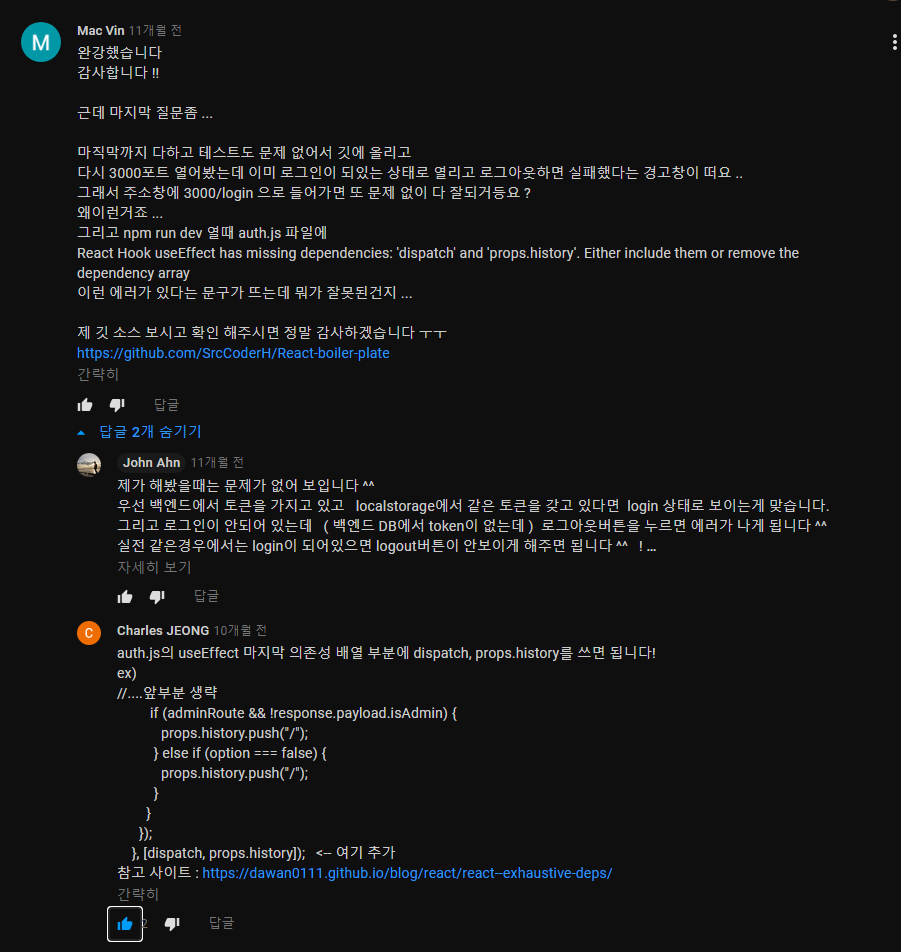 M
Mac Vin 11개월 전
완강했습니다
감사합니다 !!
근데 마지막 질문좀 ...
마직막까지 다하고 테스트도 문제 없어서 깃에 올리고
다시 3000포트 열어봤는데 이미 로그인이 되있는 상태로 열리고 로그아웃하면 실패했다는 경고창이 떠요 ..
그래서 주소창에 3000/login 으로 들어가면 또 문제 없이 다 잘되거등요 ?
왜이런거죠 ...
그리고 npm run dev 열때 auth.js 파일에
React Hook useEffect has missing dependencies: 'dispatch' and 'props.history'. Either include them or remove the
dependency array
이런 에러가 있다는 문구가 뜨는데 뭐가 잘못된건지 ...
제 깃 소스 보시고 확인 해주시면 정말 감사하겠습니다 ㅜㅜ
https://github.com/SrcCoderH/React-boiler-plate
간략히
답글
답글 2개 숨기기
John Ahn 11개월 전
제가 해봤을때는 문제가 없어 보입니다 ^^
우선 백엔드에서 토큰을 가지고 있고 localstorage에서 같은 토큰을 갖고 있다면 login 상태로 보이는게 맞습니다.
그리고 로그인이 안되어 있는데 ( 백엔드 DB에서 token이 없는데 ) 로그아웃버튼을 누르면 에러가 나게 됩니다 ^^
실전 같은경우에서는 login이 되어있으면 logout버튼이 안보이게 해주면 됩니다 ^^ ! ...
자세히 보기
답글
C
Charles JEONG 10개월 전
auth.js의 useEffect 마지막 의존성 배열 부분에 dispatch, props.history를 쓰면 됩니다!
ex)
//....앞부분 생략
if (adminRoute && !response.payload.isAdmin) {
props.history.push("/");
} else if (option === false) {
props.history.push("/");
}
}
});
}, [dispatch, props.history]); <-- 여기 추가
참고 사이트 : https://dawan0111.github.io/blog/react/react--exhaustive-deps/
간략히
2 답글